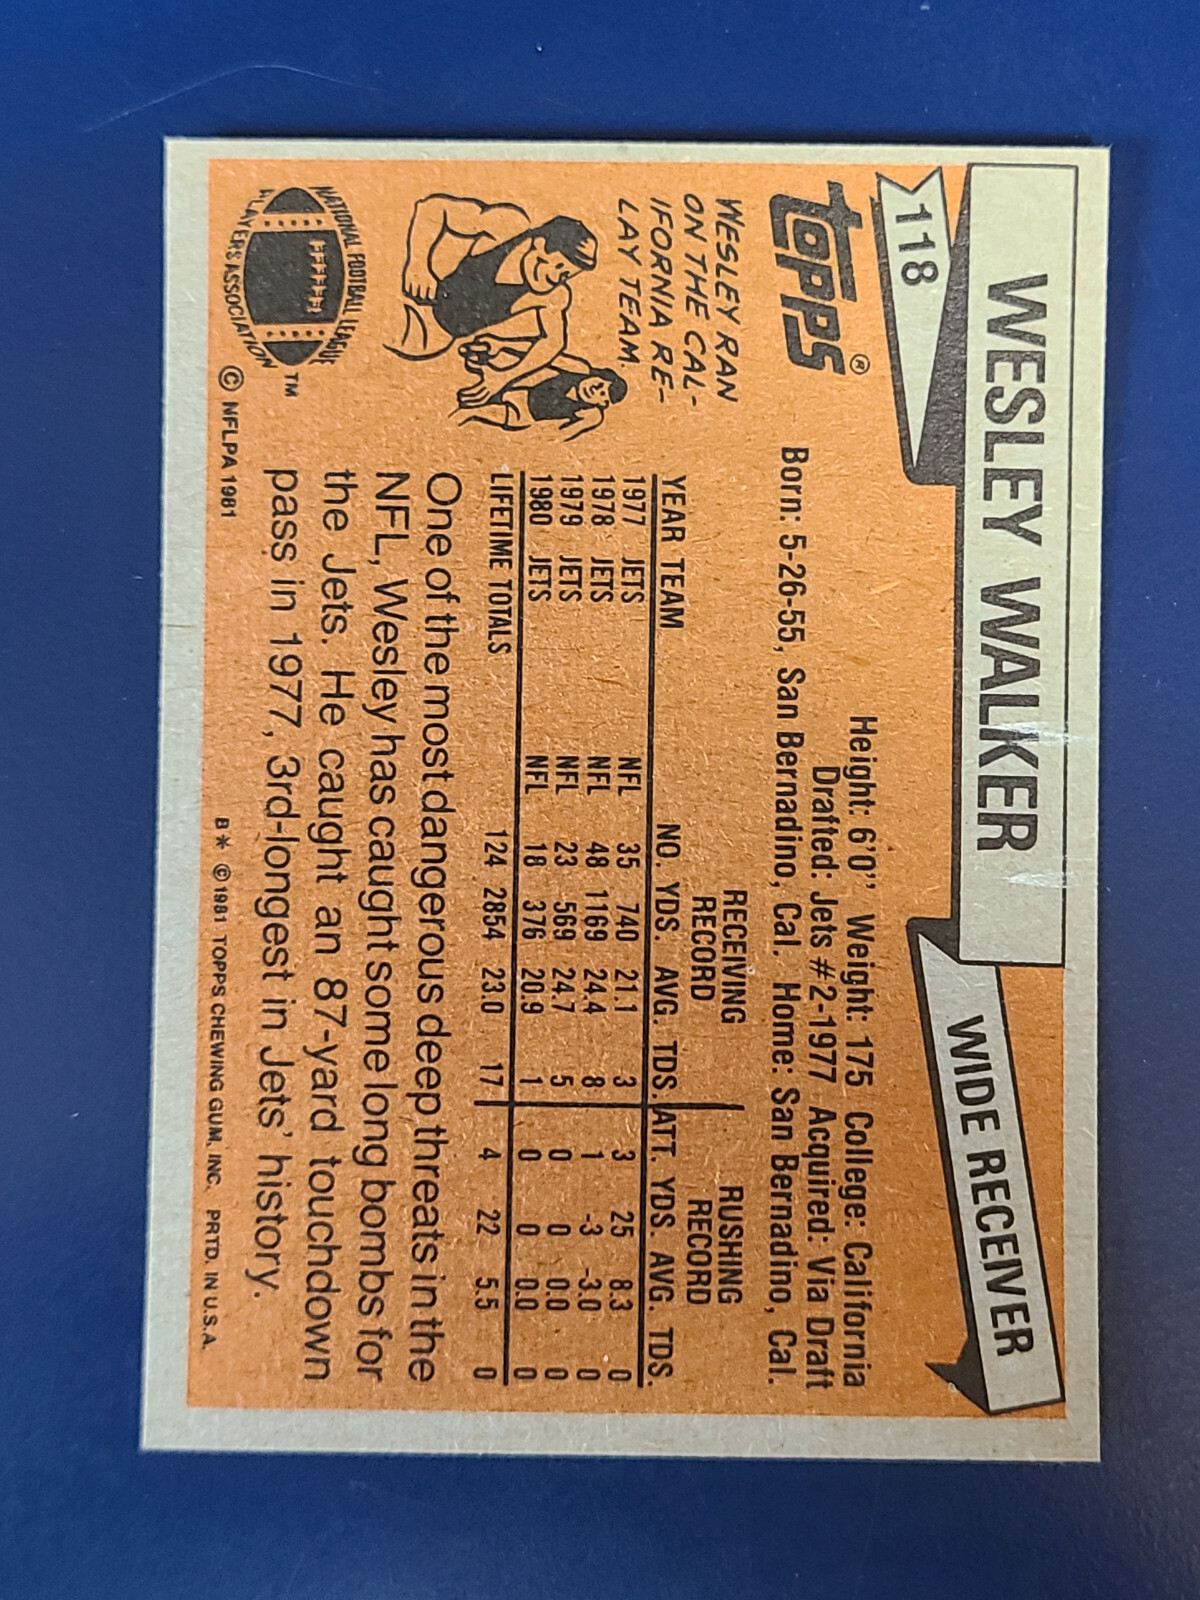 118
WESLEY WALKER
WIDE RECEIVER
TOPPS®
Height: 6'0" Weight: 175 College: California
Drafted: Jets #2-1977 Acquired: Via Draft
Born: 5-26-55, San Bernadino, Cal. Home: San Bernadino, Cal.
WESLEY RAN
ON THE CAL-
IFORNIA RE-
LAY TEAM.
RECEIVING RECORD RUSHING RECORD
YEAR TEAM NO. YDS. AVG. TDS. ATT. YDS. AVG. TDS.
1977 JETS NFL 35 740 21.1 3 3 25 8.3 0
1978 JETS NFL 48 1169 24.4 8 1 -3 -3.0 0
1979 JETS NFL 23 569 24.7 5 0 0 0.0 0
1980 JETS NFL 18 376 20.9 1 0 0 0.0 0
LIFETIME TOTALS 124 2854 23.0 17 4 22 5.5 0
One of the most dangerous deep threats in the
NFL, Wesley has caught some long bombs for
the Jets. He caught an 87-yard touchdown
pass in 1977, 3rd-longest in Jets' history.
NATIONAL FOOTBALL LEAGUE
PLAYERS ASSOCIATION
TM
© NFLPA 1981
B* © 1981 TOPPS CHEWING GUM, INC. PRTD. IN U.S.A.